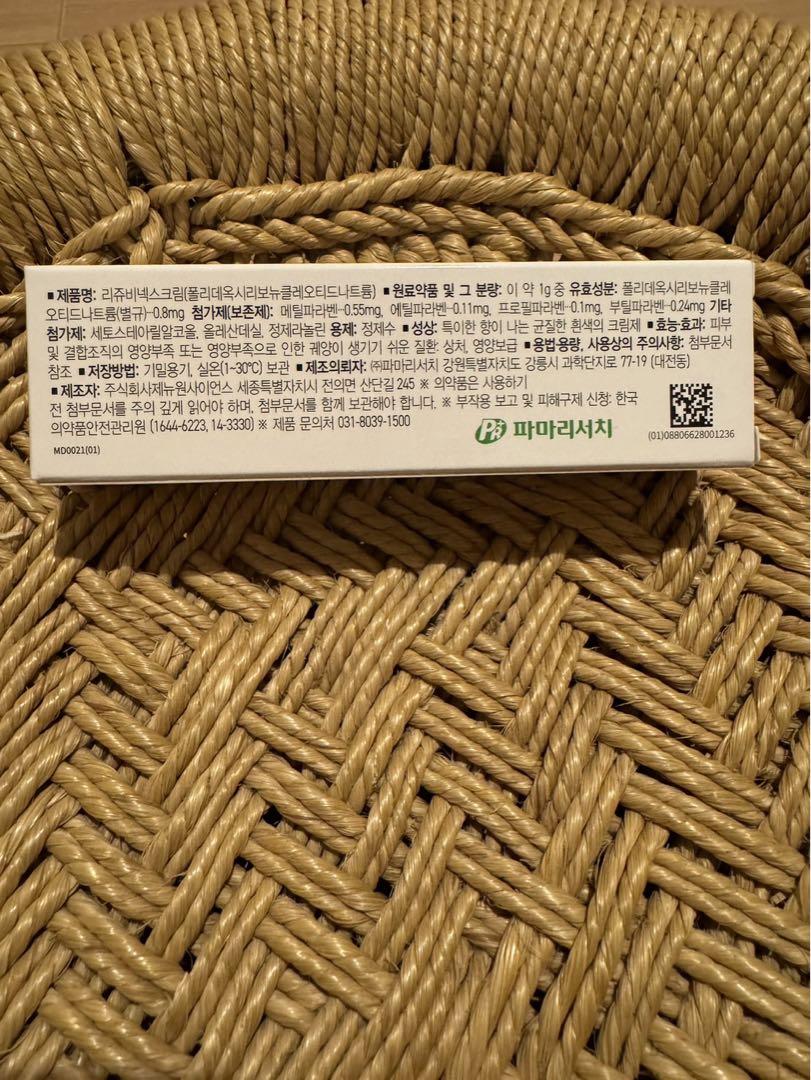 ■ 제품명: 리쥬비넥스크림(폴리데옥시리보뉴클레오티드나트륨) ■ 원료약품 및 그 분량: 이 약 1g 중 유효성분: 폴리데옥시리보뉴클레
오티드나트륨(별규)···0.8mg 첨가제(보존제): 메틸파라벤···0.55mg, 에틸파라벤···0.11mg, 프로필파라벤···0.1mg, 부틸파라벤···0.24mg 기타
첨가제: 세토스테아릴알코올, 올레산데실, 정제라놀린 용제: 정제수 ■ 성상: 특이한 향이 나는 균질한 흰색의 크림제 ■ 효능·효과: 피부
및 결합조직의 영양부족 또는 영양부족으로 인한 궤양이 생기기 쉬운 질환: 상처, 영양보급 ■ 용법·용량, 사용상의 주의사항: 첨부문서
참조 ■ 저장방법: 기밀용기, 실온(1~30℃) 보관 ■ 제조의뢰자: ㈜파마리서치 강원특별자치도 강릉시 과학단지로 77-19 (대전동)
■ 제조자: 주식회사제뉴원사이언스 세종특별자치시 전의면 산단길 245 ※ 의약품은 사용하기
전 첨부문서를 주의 깊게 읽어야 하며, 첨부문서를 함께 보관해야 합니다. ※ 부작용 보고 및 피해구제 신청: 한국
의약품안전관리원 (1644-6223, 14-3330) ※ 제품 문의처 031-8039-1500
파마리서치
(01)08806628001236
MD0021(01)